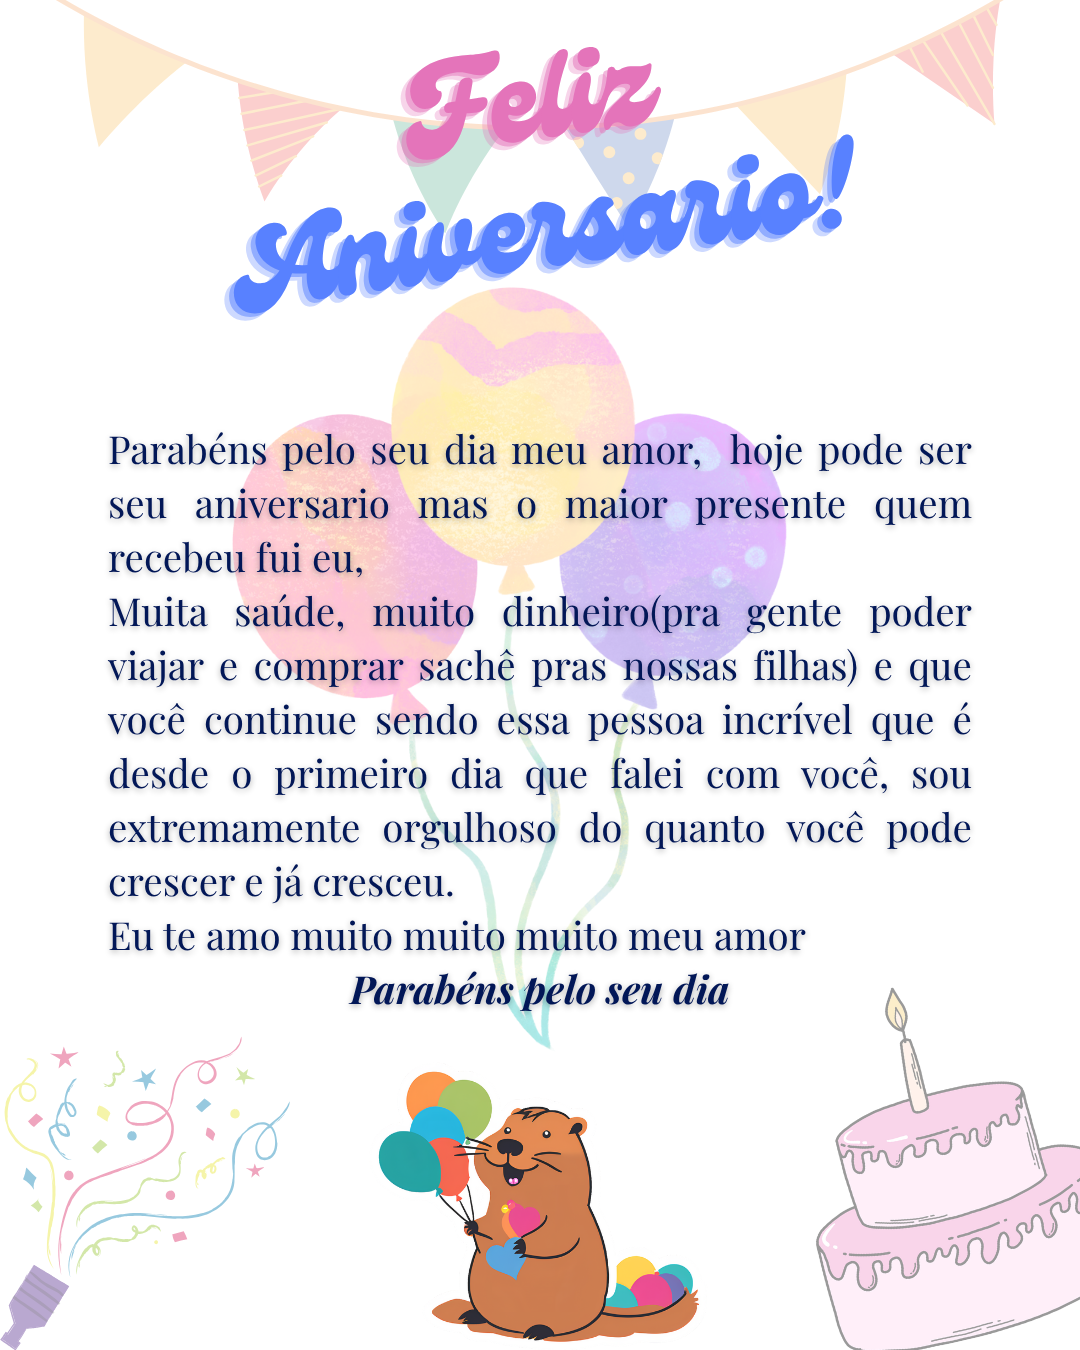 Feliz
Aniversario!
Parabéns pelo seu dia meu amor, hoje pode ser
seu aniversario mas o maior presente quem
recebeu fui eu,
Muita saúde, muito dinheiro(pra gente poder
viajar e comprar sachê pras nossas filhas) e que
você continue sendo essa pessoa incrível que é
desde o primeiro dia que falei com você, sou
extremamente orgulhoso do quanto você pode
crescer e já cresceu.
Eu te amo muito muito muito meu amor
Parabéns pelo seu dia